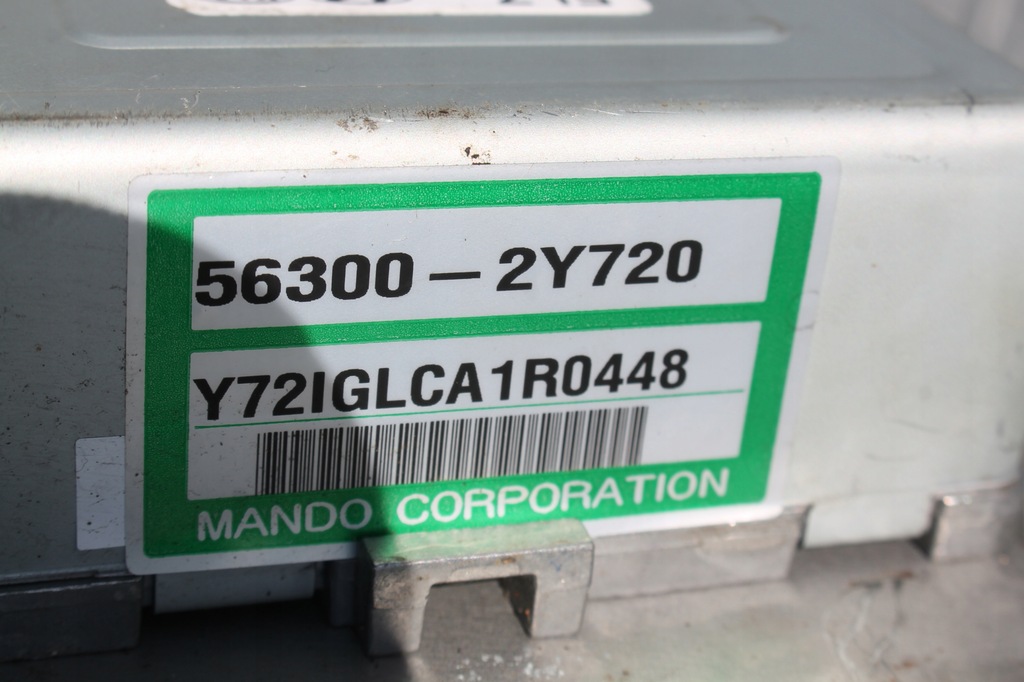 56300-2Y720
Y72IGLCA1R0448
MANDO CORPORATION